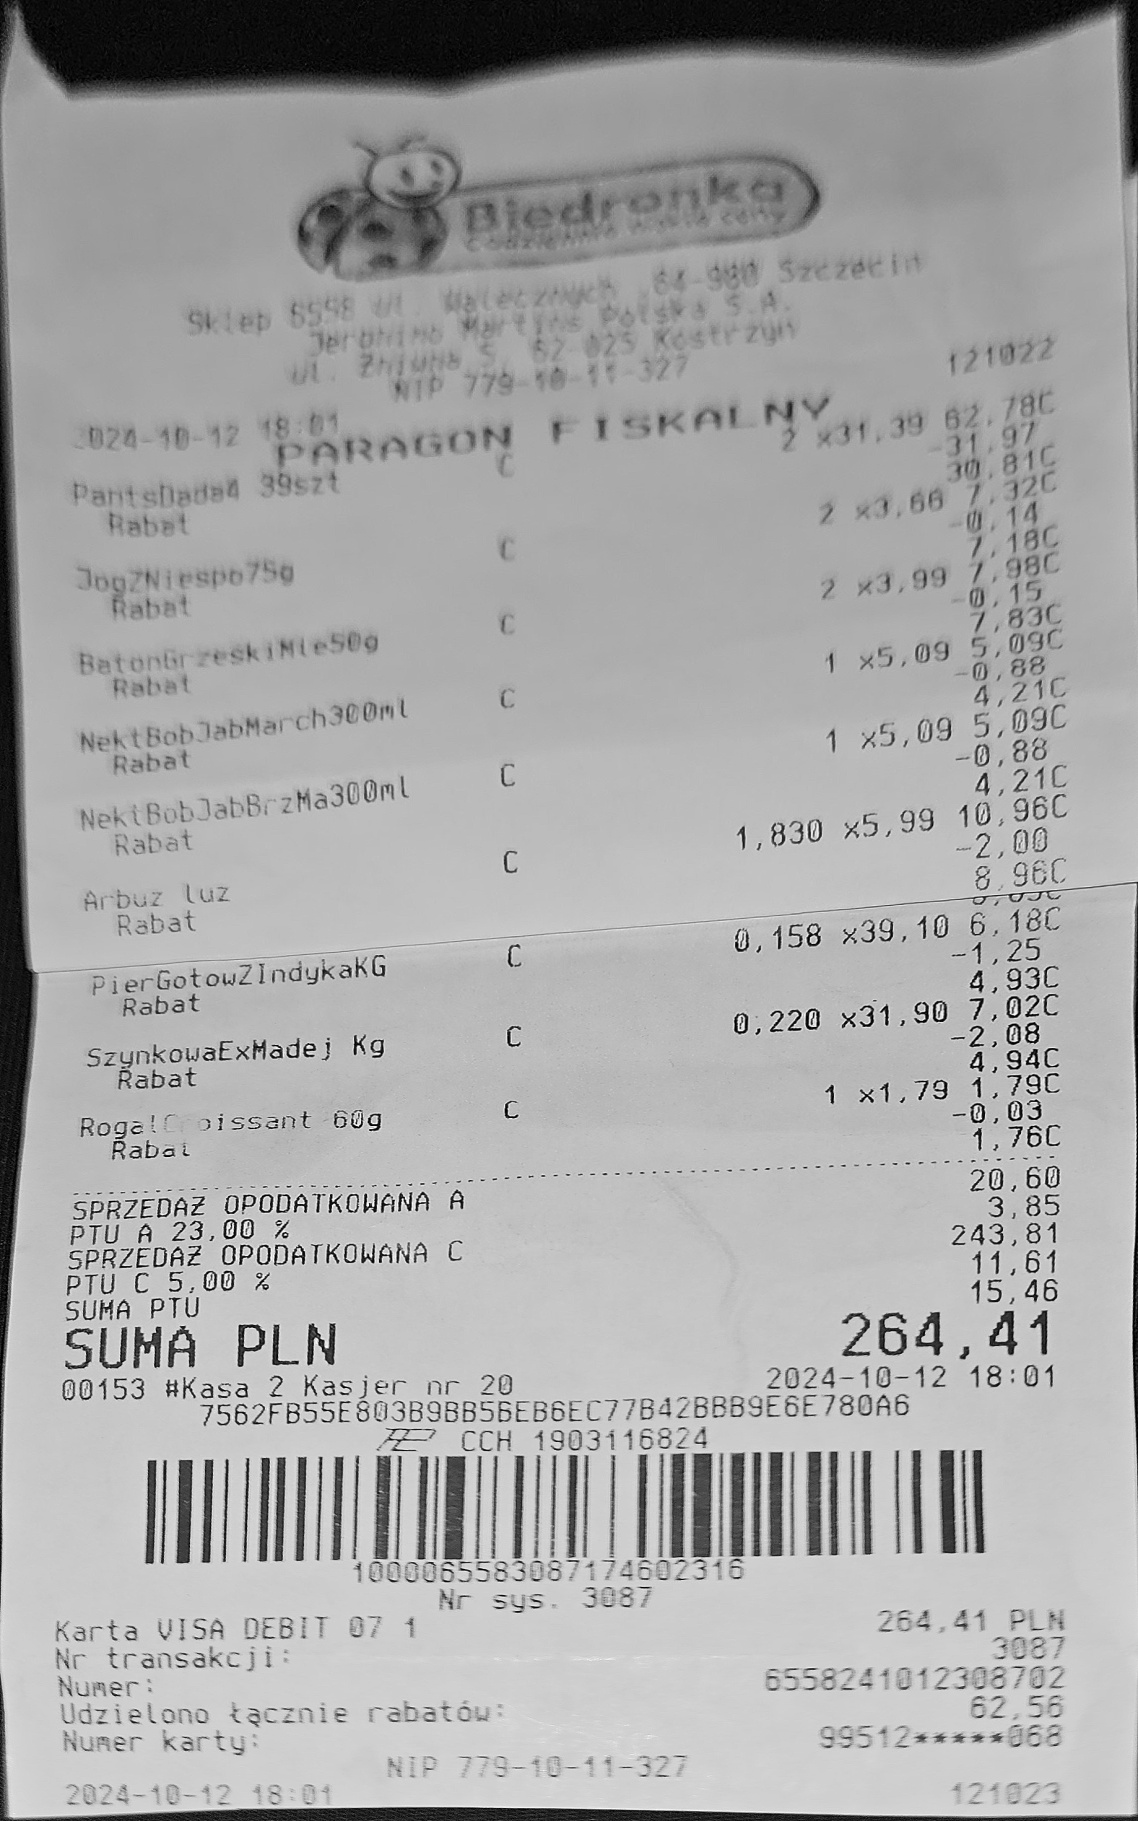 Biedronka
Codziennie niskie ceny
Sklep 6558 ul. Walecznych, 64-980 Szczecin
Jeronimo Martins Polska S.A.
ul. Żniwna 5, 62-025 Kostrzyn
NIP 779-10-11-327
2024-10-12 18:01 121022
PARAGON FISKALNY
PantsDada4 39szt C 2 x31,39 62,78C
Rabat -31,97
30,81C
JogZNiespo75g C 2 x3,66 7,32C
Rabat -0,14
7,18C
BatonGrzeskiMle50g C 2 x3,99 7,98C
Rabat -0,15
7,83C
NektBobJabMarch300ml C 1 x5,09 5,09C
Rabat -0,88
4,21C
NektBobJabBrzMa300ml C 1 x5,09 5,09C
Rabat -0,88
4,21C
Arbuz luz C 1,830 x5,99 10,96C
Rabat -2,00
8,96C
PierGotowZIndykaKG C 0,158 x39,10 6,18C
Rabat -1,25
4,93C
SzynkowaExMadej Kg C 0,220 x31,90 7,02C
Rabat -2,08
4,94C
RogalCroissant 60g C 1 x1,79 1,79C
Rabat -0,03
1,76C
SPRZEDAŻ OPODATKOWANA A 20,60
PTU A 23,00 % 3,85
SPRZEDAŻ OPODATKOWANA C 243,81
PTU C 5,00 % 11,61
SUMA PTU 15,46
SUMA PLN 264,41
00153 #Kasa 2 Kasjer nr 20 2024-10-12 18:01
7562FB55E803B9BB5BEB6EC77B42BBB9E6E780A6
CCH 1903116824
1000065583087174602316
Nr sys. 3087
Karta VISA DEBIT 07 1 264,41 PLN
Nr transakcji: 3087
Numer: 6558241012308702
Udzielono łącznie rabatów: 62,56
Numer karty: 99512*****068
NIP 779-10-11-327
2024-10-12 18:01 121023